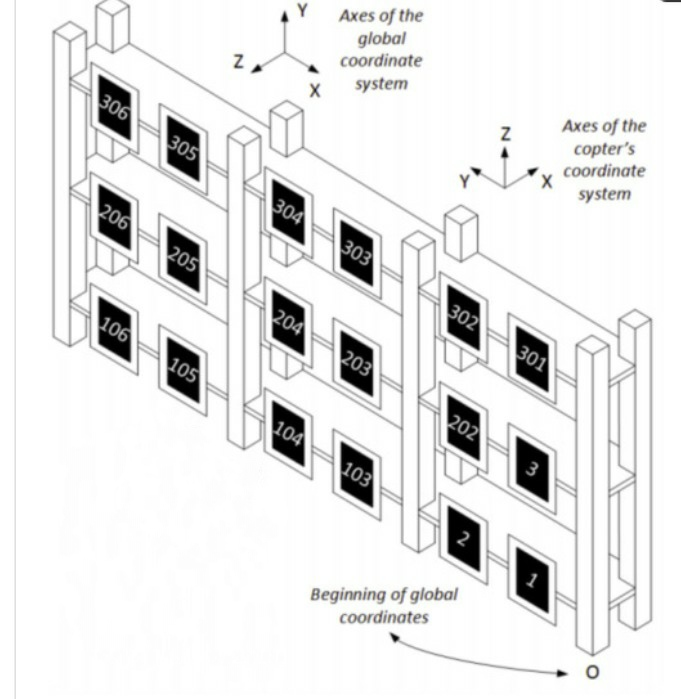 Y
Z
X
Axes of the
global
coordinate
system
Z
Y
X
Axes of the
copter's
coordinate
system
306
305
304
303
302
301
206
205
204
203
202
3
106
105
104
103
2
1
Beginning of global
coordinates
O